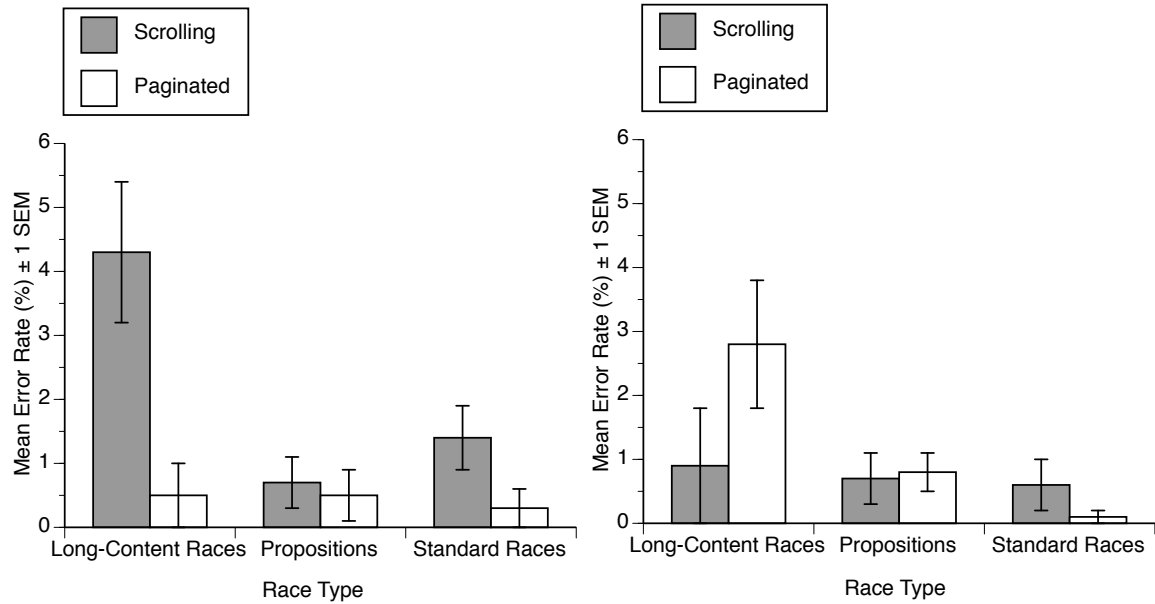 Scrolling
Paginated
Mean Error Rate (%) ± 1 SEM
6
5
4
3
2
1
0
Long-Content Races Propositions Standard Races
Race Type
Scrolling
Paginated
Mean Error Rate (%) ± 1 SEM
6
5
4
3
2
1
0
Long-Content Races Propositions Standard Races
Race Type